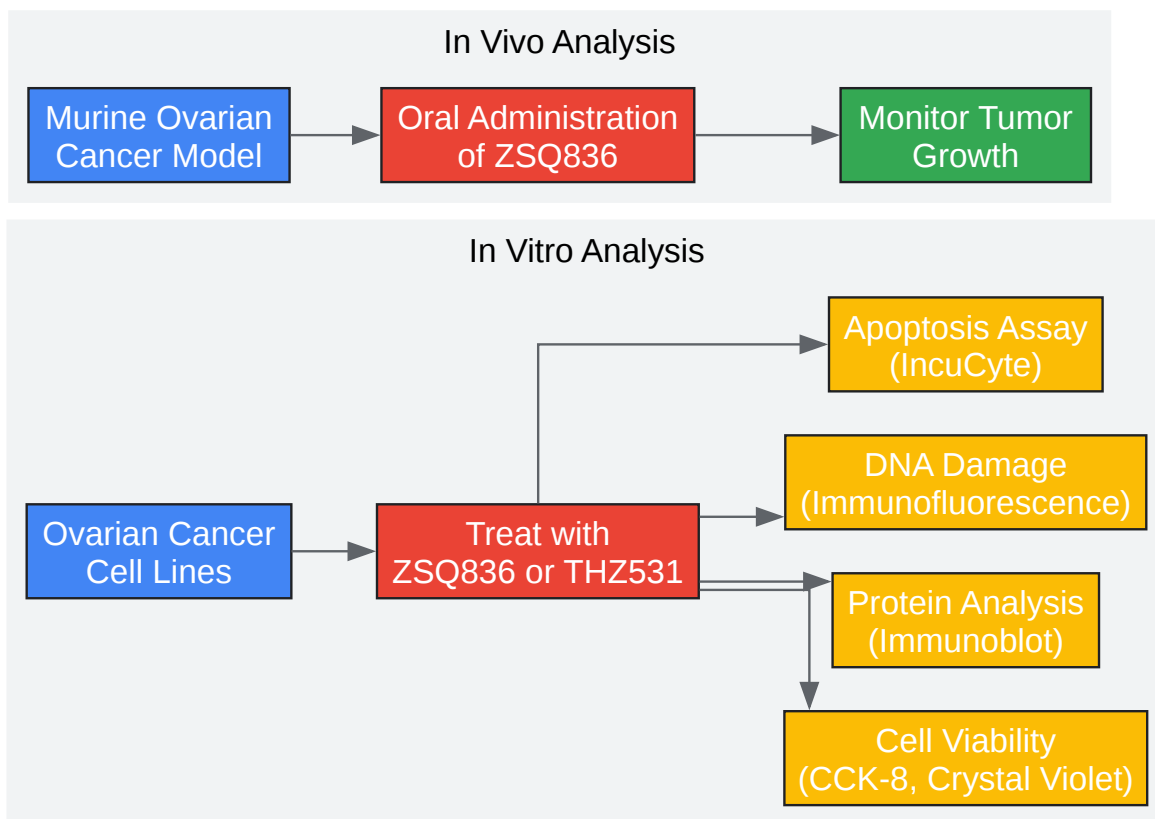 In Vivo Analysis
Murine Ovarian
Cancer Model
Oral Administration
of ZSQ836
Monitor Tumor
Growth
In Vitro Analysis
Ovarian Cancer
Cell Lines
Treat with
ZSQ836 or THZ531
Apoptosis Assay
(IncuCyte)
DNA Damage
(Immunofluorescence)
Protein Analysis
(Immunoblot)
Cell Viability
(CCK-8, Crystal Violet)